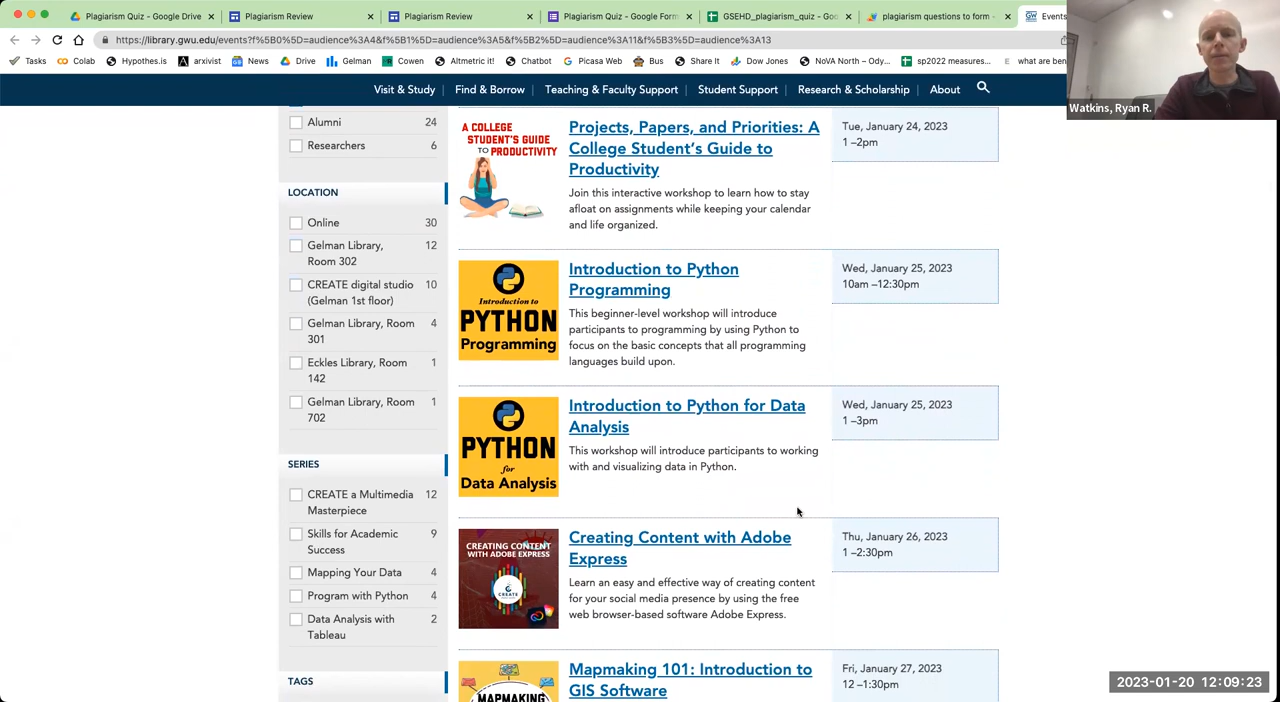 Plagiarism Quiz - Google Drive
Plagiarism Review
Plagiarism Review
Plagiarism Quiz - Google Form
GSEHD_plagiarism_quiz - Goo
plagiarism questions to form -
GW
Events
https://library.gwu.edu/events?f%5B0%5D=audience%3A4&f%5B1%5D=audience%3A5&f%5B2%5D=audience%3A11&f%5B3%5D=audience%3A13
Tasks
Colab
Hypothes.is
arxivist
News
Drive
Gelman
Cowen
Altmetric it!
Chatbot
Picasa Web
Bus
Share It
Dow Jones
NoVA North – Ody...
sp2022 measures...
what are ben
Watkins, Ryan R.
Visit & Study
Find & Borrow
Teaching & Faculty Support
Student Support
Research & Scholarship
About
Alumni 24
Researchers 6
LOCATION
Online 30
Gelman Library, 12
Room 302
CREATE digital studio 10
(Gelman 1st floor)
Gelman Library, Room 4
301
Eckles Library, Room 1
142
Gelman Library, Room 1
702
SERIES
CREATE a Multimedia 12
Masterpiece
Skills for Academic 9
Success
Mapping Your Data 4
Program with Python 4
Data Analysis with 2
Tableau
TAGS
A COLLEGE
STUDENT'S GUIDE
TO PRODUCTIVITY
Projects, Papers, and Priorities: A
College Student's Guide to
Productivity
Join this interactive workshop to learn how to stay
afloat on assignments while keeping your calendar
and life organized.
Tue, January 24, 2023
1 –2pm
Introduction to
PYTHON
Programming
Introduction to Python
Programming
This beginner-level workshop will introduce
participants to programming by using Python to
focus on the basic concepts that all programming
languages build upon.
Wed, January 25, 2023
10am –12:30pm
PYTHON
for
Data Analysis
Introduction to Python for Data
Analysis
This workshop will introduce participants to working
with and visualizing data in Python.
Wed, January 25, 2023
1 –3pm
CREATING CONTENT
WITH ADOBE EXPRESS
CREATE
Creating Content with Adobe
Express
Learn an easy and effective way of creating content
for your social media presence by using the free
web browser-based software Adobe Express.
Thu, January 26, 2023
1 –2:30pm
MAPMAKING
Mapmaking 101: Introduction to
GIS Software
Fri, January 27, 2023
12 –1:30pm
2023-01-20 12:09:23